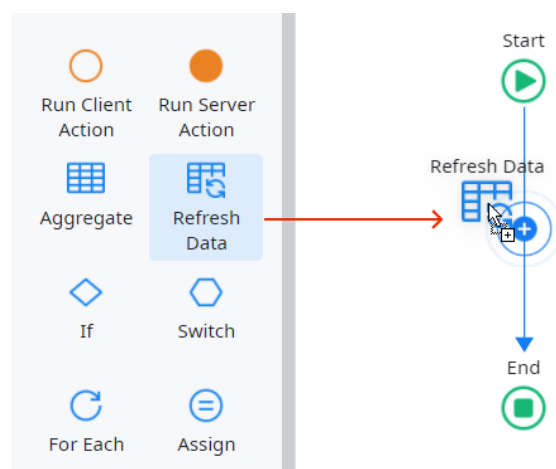 Run Client
Action
Run Server
Action
Aggregate
Refresh
Data
If
Switch
For Each
Assign
Start
Refresh Data
End